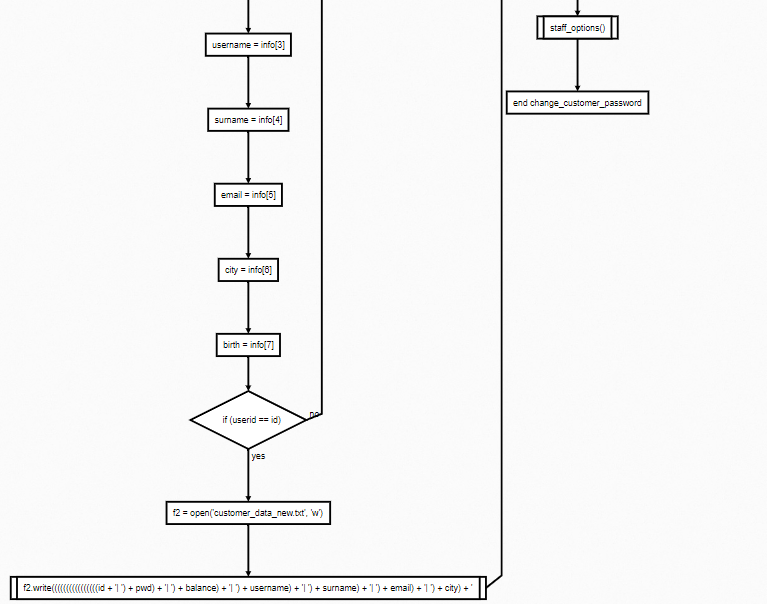 username = info[3]
surname = info[4]
email = info[5]
city = info[6]
birth = info[7]
if (userid == id)
no
yes
f2 = open('customer_data_new.txt', 'w')
f2.write((((((((((((((((id + '| ') + pwd) + '| ') + balance) + '| ') + username) + '| ') + surname) + '| ') + email) + '| ') + city) + '
staff_options()
end change_customer_password